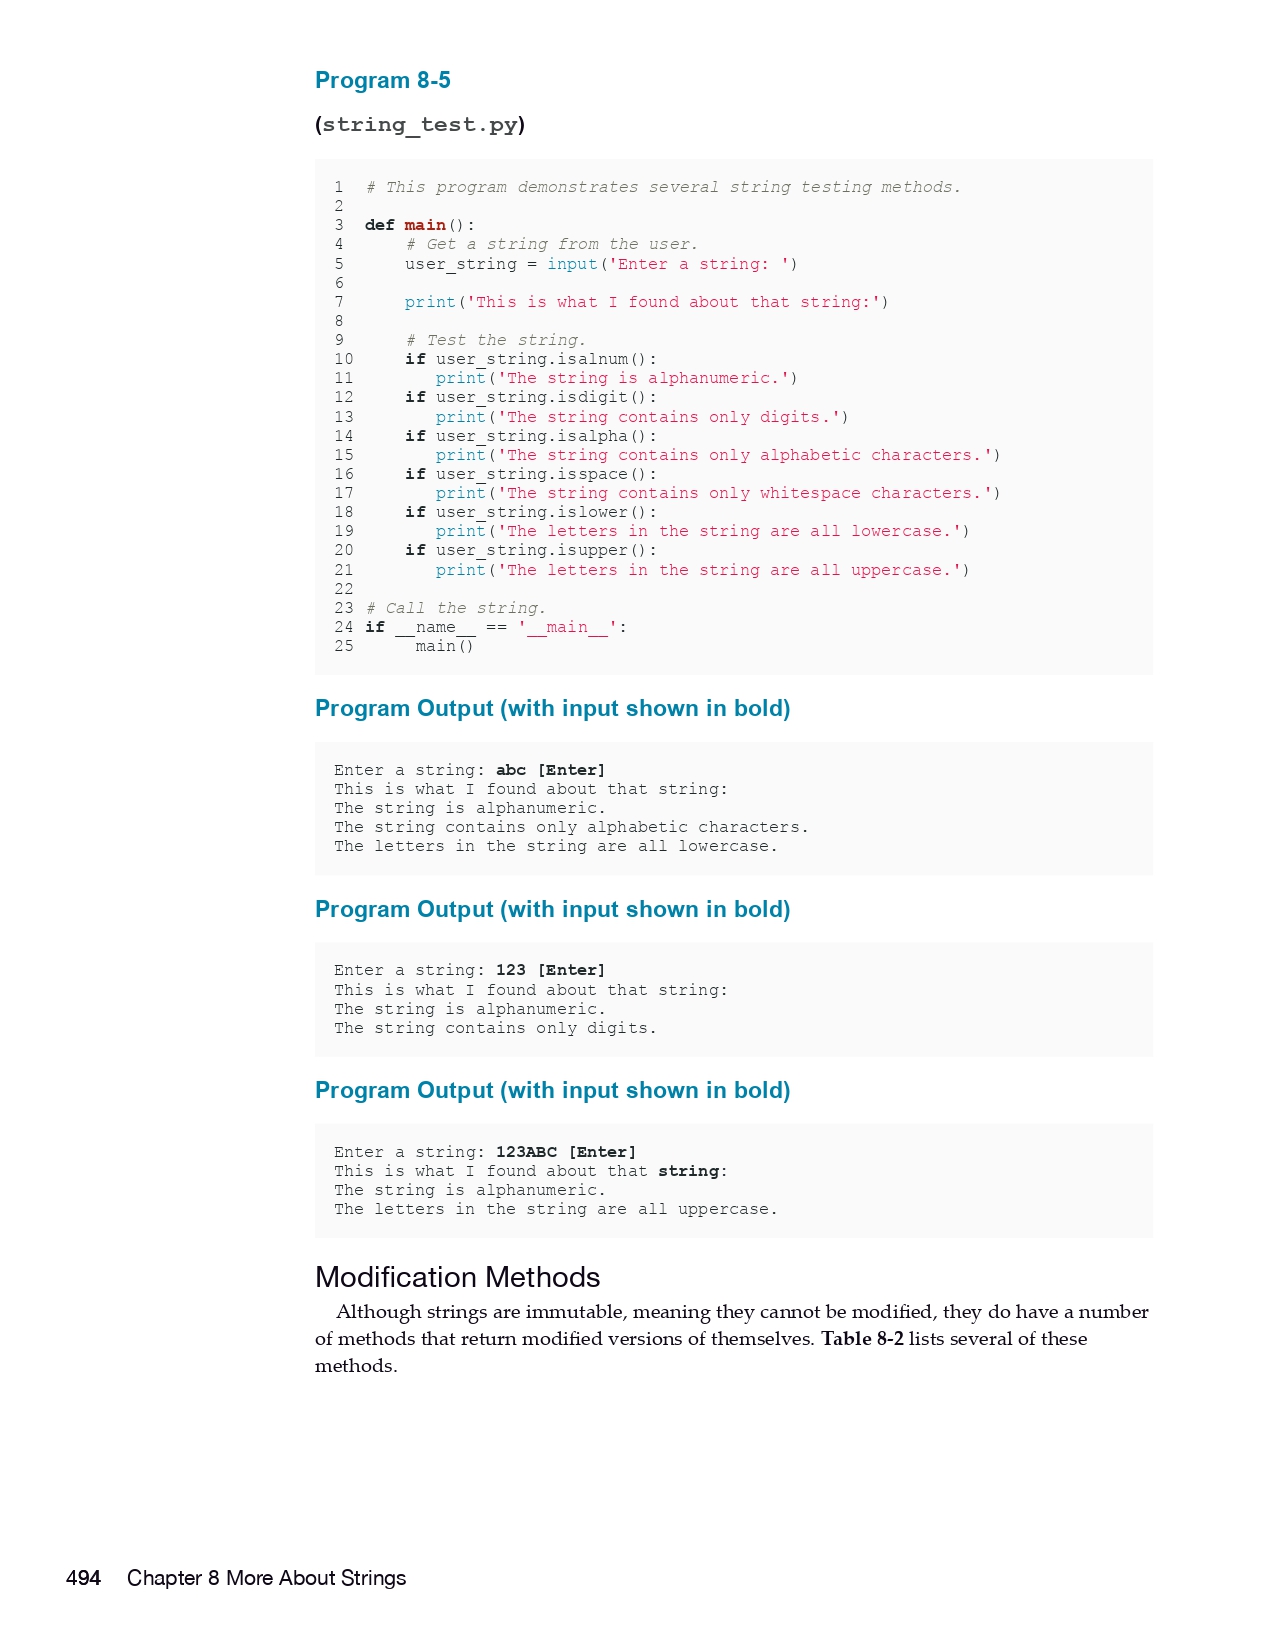 Program 8-5
(string_test.py)
1  # This program demonstrates several string testing methods.
2
3  def main():
4      # Get a string from the user.
5      user_string = input('Enter a string: ')
6
7      print('This is what I found about that string:')
8
9      # Test the string.
10     if user_string.isalnum():
11        print('The string is alphanumeric.')
12     if user_string.isdigit():
13        print('The string contains only digits.')
14     if user_string.isalpha():
15        print('The string contains only alphabetic characters.')
16     if user_string.isspace():
17        print('The string contains only whitespace characters.')
18     if user_string.islower():
19        print('The letters in the string are all lowercase.')
20     if user_string.isupper():
21        print('The letters in the string are all uppercase.')
22
23 # Call the string.
24 if __name__ == '__main__':
25      main()
Program Output (with input shown in bold)
Enter a string: abc [Enter]
This is what I found about that string:
The string is alphanumeric.
The string contains only alphabetic characters.
The letters in the string are all lowercase.
Program Output (with input shown in bold)
Enter a string: 123 [Enter]
This is what I found about that string:
The string is alphanumeric.
The string contains only digits.
Program Output (with input shown in bold)
Enter a string: 123ABC [Enter]
This is what I found about that string:
The string is alphanumeric.
The letters in the string are all uppercase.
Modification Methods
Although strings are immutable, meaning they cannot be modified, they do have a number
of methods that return modified versions of themselves. Table 8-2 lists several of these
methods.
494 Chapter 8 More About Strings